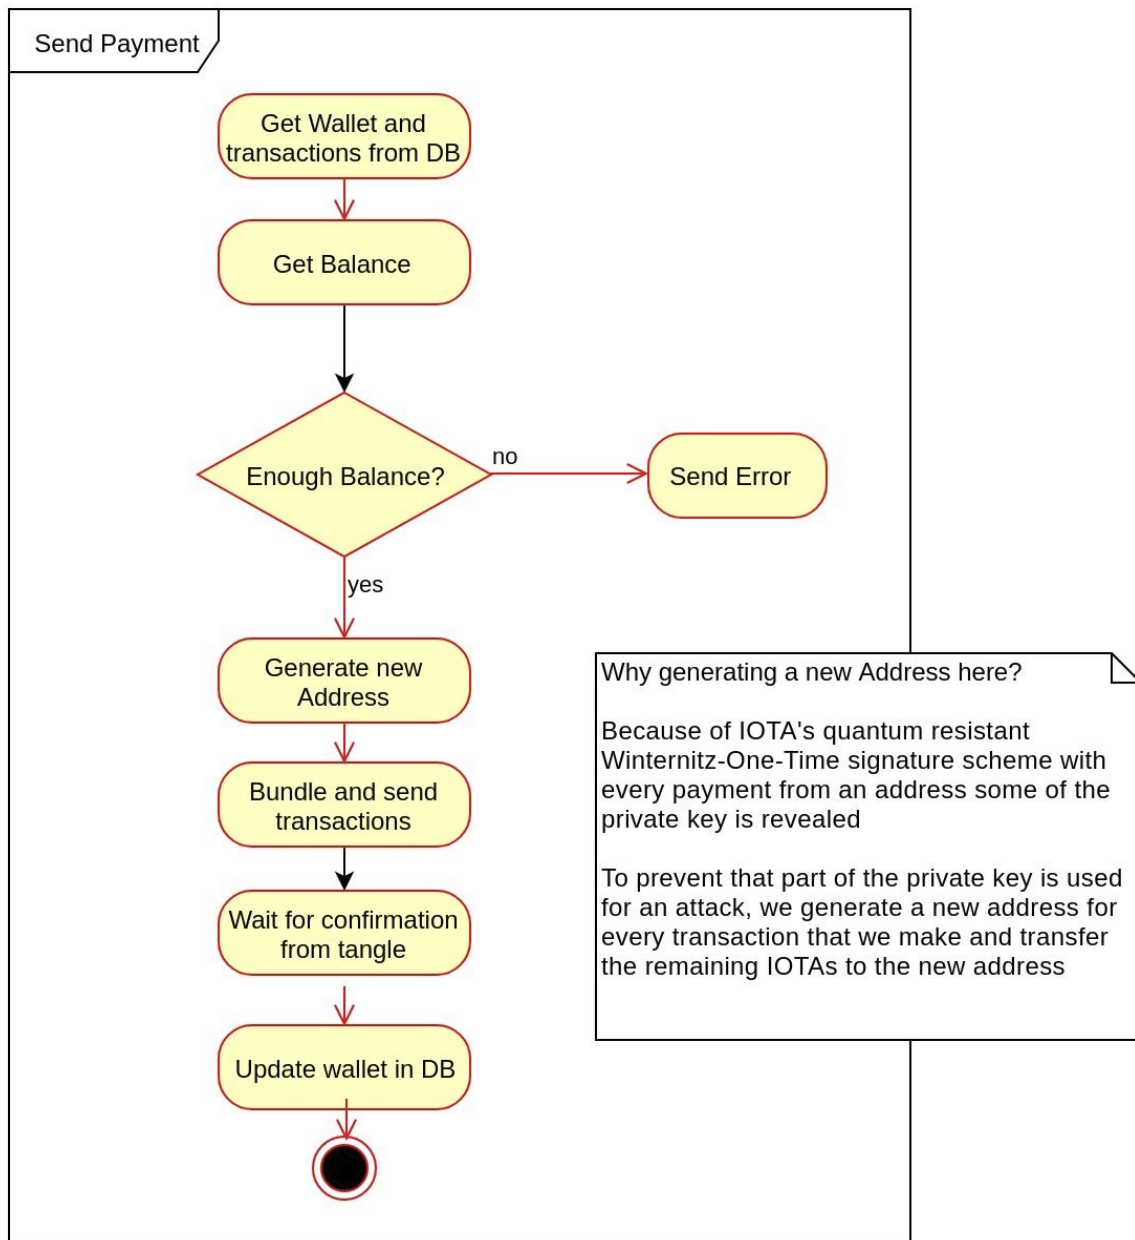 Send Payment
Get Wallet and
transactions from DB
Get Balance
Enough Balance?
no
Send Error
yes
Generate new
Address
Bundle and send
transactions
Wait for confirmation
from tangle
Update wallet in DB
Why generating a new Address here?
Because of IOTA's quantum resistant
Winternitz-One-Time signature scheme with
every payment from an address some of the
private key is revealed
To prevent that part of the private key is used
for an attack, we generate a new address for
every transaction that we make and transfer
the remaining IOTAs to the new address